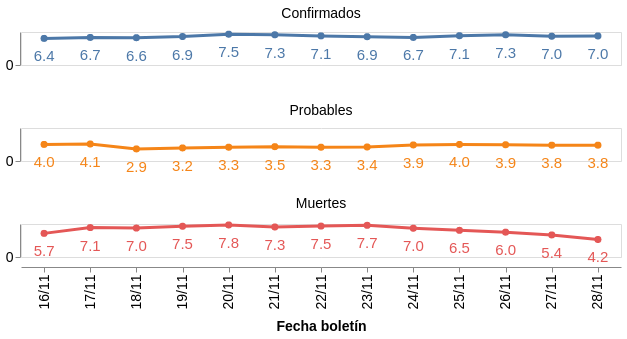 Confirmados
0
6.4 6.7 6.6 6.9 7.5 7.3 7.1 6.9 6.7 7.1 7.3 7.0 7.0
Probables
0
4.0 4.1 2.9 3.2 3.3 3.5 3.3 3.4 3.9 4.0 3.9 3.8 3.8
Muertes
0
5.7 7.1 7.0 7.5 7.8 7.3 7.5 7.7 7.0 6.5 6.0 5.4 4.2
16/11 17/11 18/11 19/11 20/11 21/11 22/11 23/11 24/11 25/11 26/11 27/11 28/11
Fecha boletín